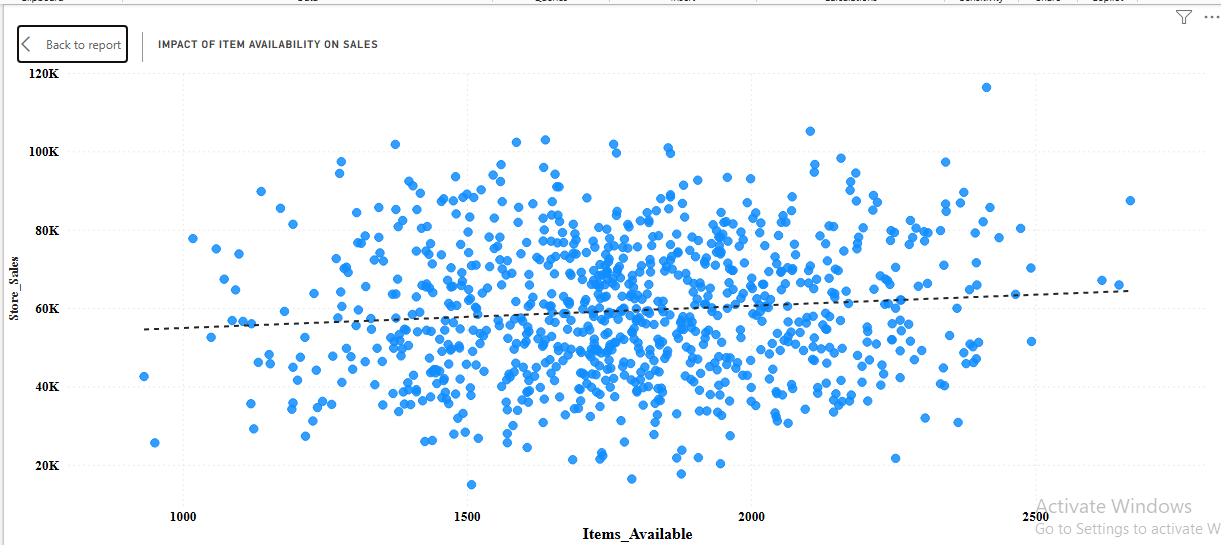 Back to report
IMPACT OF ITEM AVAILABILITY ON SALES
120K
100K
80K
60K
40K
20K
Store_Sales
1000
1500
2000
2500
Items_Available
Activate Windows
Go to Settings to activate W